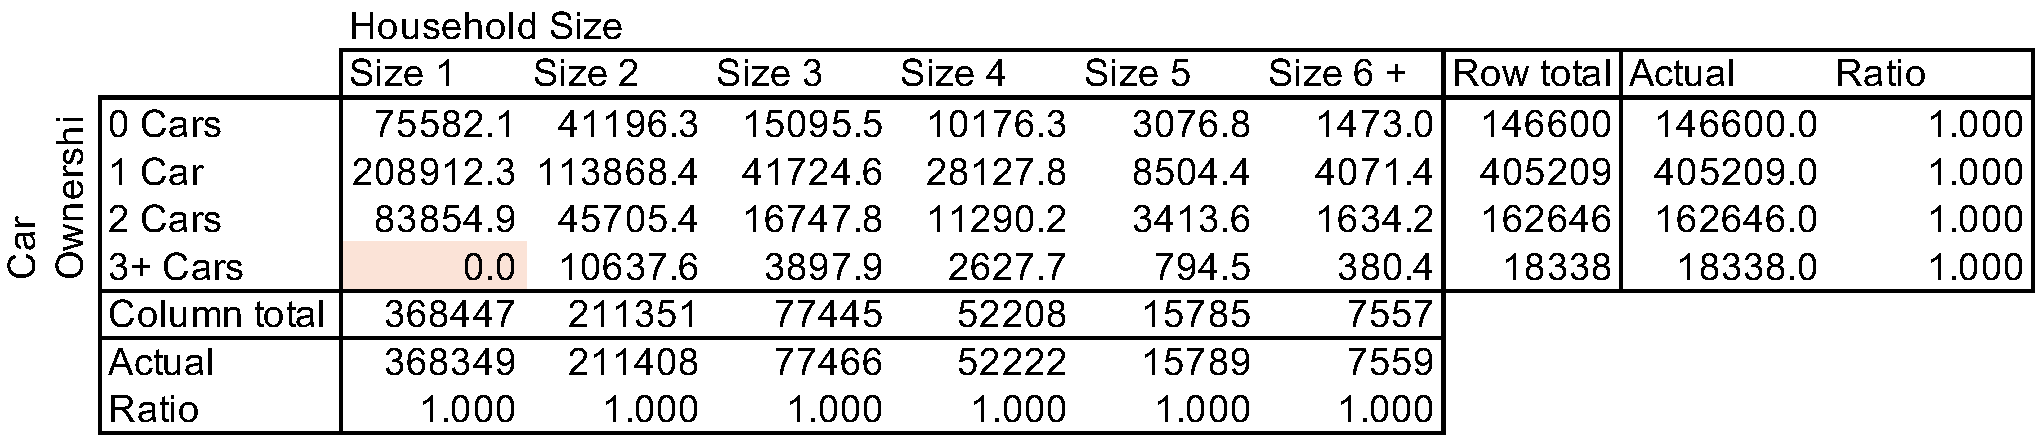 Household Size
Size 1 Size 2 Size 3 Size 4 Size 5 Size 6 + Row total Actual Ratio
Car
Ownershi
0 Cars 75582.1 41196.3 15095.5 10176.3 3076.8 1473.0 146600 146600.0 1.000
1 Car 208912.3 113868.4 41724.6 28127.8 8504.4 4071.4 405209 405209.0 1.000
2 Cars 83854.9 45705.4 16747.8 11290.2 3413.6 1634.2 162646 162646.0 1.000
3+ Cars 0.0 10637.6 3897.9 2627.7 794.5 380.4 18338 18338.0 1.000
Column total 368447 211351 77445 52208 15785 7557
Actual 368349 211408 77466 52222 15789 7559
Ratio 1.000 1.000 1.000 1.000 1.000 1.000